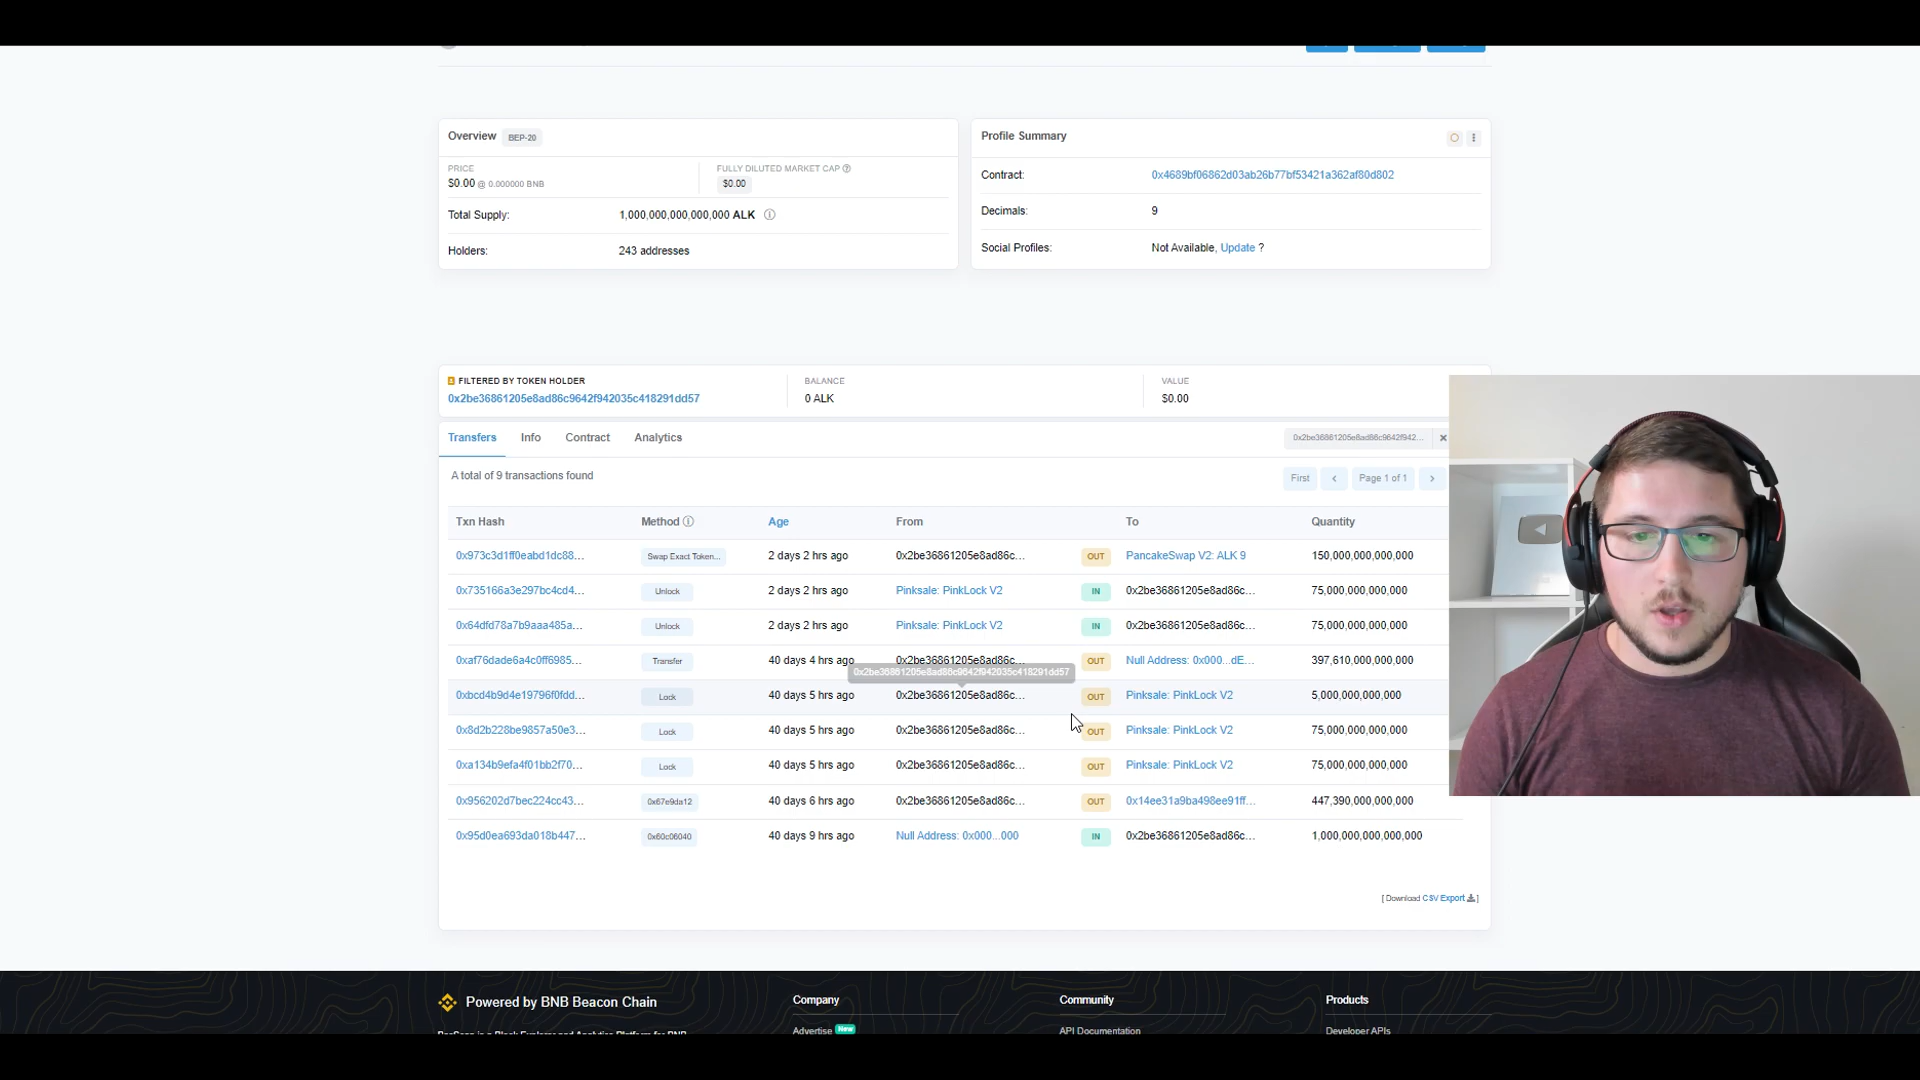 Overview BEP-20
PRICE
$0.00 @ 0.000000 BNB
FULLY DILUTED MARKET CAP
$0.00
Total Supply: 1,000,000,000,000,000 ALK
Holders: 243 addresses
Profile Summary
Contract: 0x4689bf06862d03ab26b77bf53421a362af80d802
Decimals: 9
Social Profiles: Not Available, Update ?
FILTERED BY TOKEN HOLDER
0x2be36861205e8ad86c9642f942035c418291dd57
BALANCE
0 ALK
VALUE
$0.00
Transfers Info Contract Analytics 0x2be36861205e8ad86c9642f942...
A total of 9 transactions found First Page 1 of 1
Txn Hash Method Age From To Quantity
0x973c3d1ff0eabd1dc88... Swap Exact Token... 2 days 2 hrs ago 0x2be36861205e8ad86c... OUT PancakeSwap V2: ALK 9 150,000,000,000,000
0x735166a3e297bc4cd4... Unlock 2 days 2 hrs ago Pinksale: PinkLock V2 IN 0x2be36861205e8ad86c... 75,000,000,000,000
0x64dfd78a7b9aaa485a... Unlock 2 days 2 hrs ago Pinksale: PinkLock V2 IN 0x2be36861205e8ad86c... 75,000,000,000,000
0xaf76dade6a4c0ff6985... Transfer 40 days 4 hrs ago 0x2be36861205e8ad86c... OUT Null Address: 0x000...dE... 397,610,000,000,000
0x2be36861205e8ad86c9642f942035c418291dd57
0xbcd4b9d4e19796f0fdd... Lock 40 days 5 hrs ago 0x2be36861205e8ad86c... OUT Pinksale: PinkLock V2 5,000,000,000,000
0x8d2b228be9857a50e3... Lock 40 days 5 hrs ago 0x2be36861205e8ad86c... OUT Pinksale: PinkLock V2 75,000,000,000,000
0xa134b9efa4f01bb2f70... Lock 40 days 5 hrs ago 0x2be36861205e8ad86c... OUT Pinksale: PinkLock V2 75,000,000,000,000
0x956202d7bec224cc43... 0x67e9da12 40 days 6 hrs ago 0x2be36861205e8ad86c... OUT 0x14ee31a9ba498ee91ff... 447,390,000,000,000
0x95d0ea693da018b447... 0x60c06040 40 days 9 hrs ago Null Address: 0x000...000 IN 0x2be36861205e8ad86c... 1,000,000,000,000,000
[ Download CSV Export ]
Powered by BNB Beacon Chain
Company
Community
Products
Advertise New
API Documentation
Developer APIs